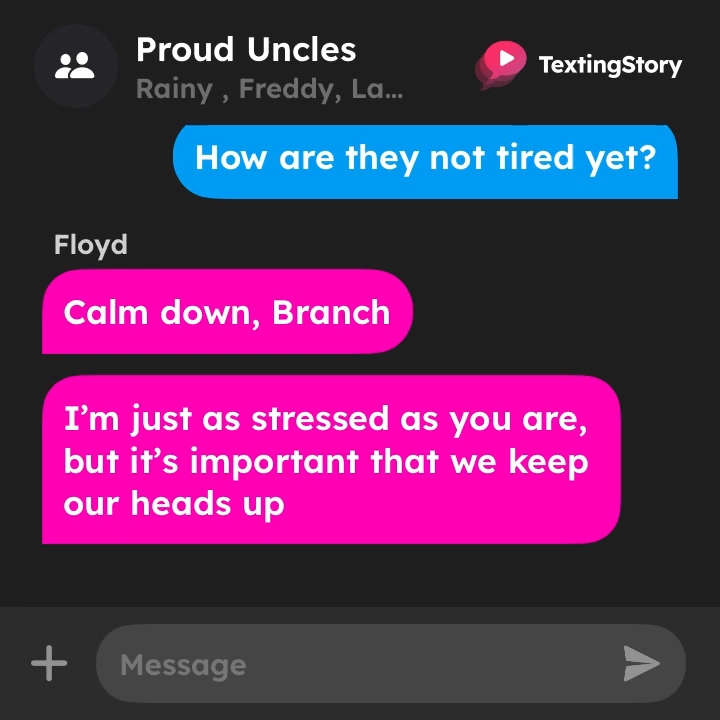 Proud Uncles
Rainy , Freddy, La...
TextingStory
How are they not tired yet?
Floyd
Calm down, Branch
I’m just as stressed as you are,
but it’s important that we keep
our heads up
Message